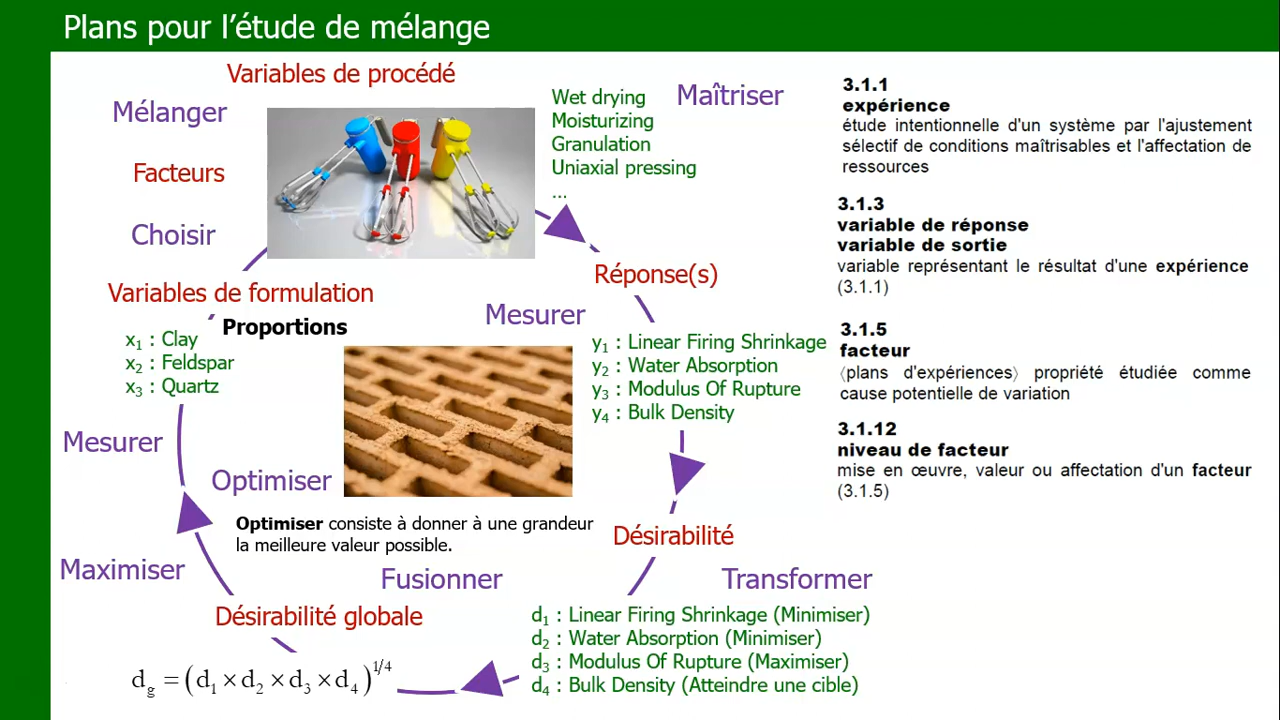 Plans pour l'étude de mélange
Variables de procédé
Mélanger
Facteurs
Choisir
Wet drying
Moisturizing
Granulation
Uniaxial pressing
...
Maîtriser
Réponse(s)
Variables de formulation
Proportions
x1 : Clay
x2 : Feldspar
x3 : Quartz
Mesurer
y1 : Linear Firing Shrinkage
y2 : Water Absorption
y3 : Modulus Of Rupture
y4 : Bulk Density
Mesurer
Optimiser
Optimiser consiste à donner à une grandeur
la meilleure valeur possible.
Désirabilité
Maximiser
Fusionner
Transformer
Désirabilité globale
d1 : Linear Firing Shrinkage (Minimiser)
d2 : Water Absorption (Minimiser)
d3 : Modulus Of Rupture (Maximiser)
d4 : Bulk Density (Atteindre une cible)
dg = (d1 × d2 × d3 × d4)^1/4
3.1.1
expérience
étude intentionnelle d'un système par l'ajustement
sélectif de conditions maîtrisables et l'affectation de
ressources
3.1.3
variable de réponse
variable de sortie
variable représentant le résultat d'une expérience
(3.1.1)
3.1.5
facteur
〈plans d'expériences〉 propriété étudiée comme
cause potentielle de variation
3.1.12
niveau de facteur
mise en œuvre, valeur ou affectation d'un facteur
(3.1.5)